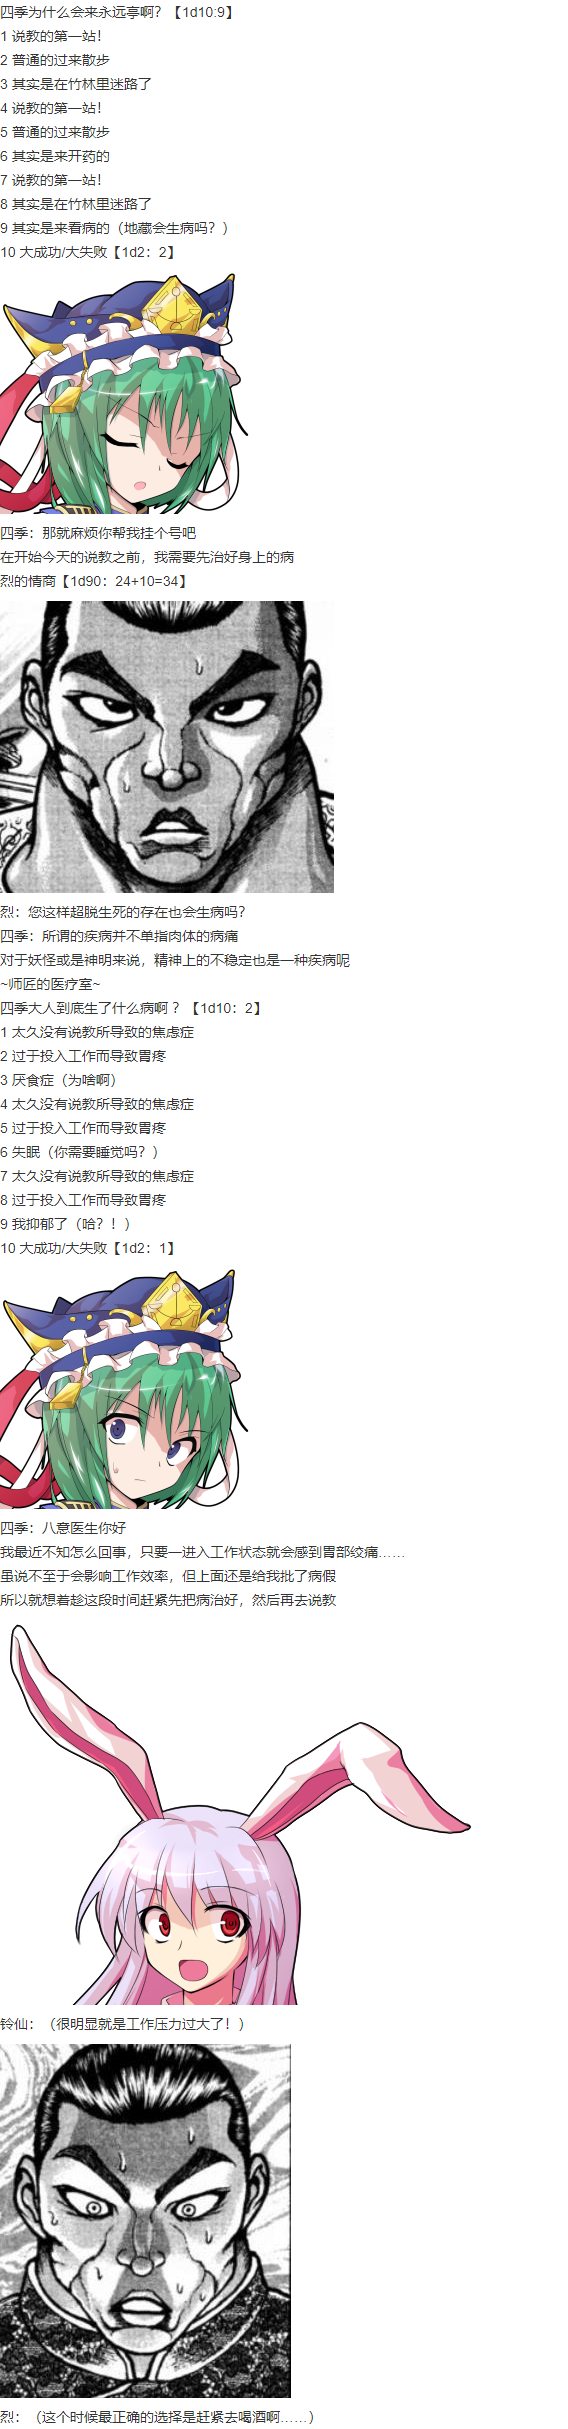 四季为什么会来永远亭啊？【1d10:9】
1 说教的第一站！
2 普通的过来散步
3 其实是在竹林里迷路了
4 说教的第一站！
5 普通的过来散步
6 其实是来开药的
7 说教的第一站！
8 其实是在竹林里迷路了
9 其实是来看病的（地藏会生病吗？）
10 大成功/大失败【1d2：2】
四季：那就麻烦你帮我挂个号吧
在开始今天的说教之前，我需要先治好身上的病
烈的情商【1d90：24+10=34】
烈：您这样超脱生死的存在也会生病吗？
四季：所谓的疾病并不单指肉体的病痛
对于妖怪或是神明来说，精神上的不稳定也是一种疾病呢
~师匠的医疗室~
四季大人到底生了什么病啊？【1d10：2】
1 太久没有说教所导致的焦虑症
2 过于投入工作而导致胃疼
3 厌食症（为啥啊）
4 太久没有说教所导致的焦虑症
5 过于投入工作而导致胃疼
6 失眠（你需要睡觉吗？）
7 太久没有说教所导致的焦虑症
8 过于投入工作而导致胃疼
9 我抑郁了（哈？！）
10 大成功/大失败【1d2：1】
四季：八意医生你好
我最近不知怎么回事，只要一进入工作状态就会感到胃部绞痛……
虽说不至于会影响工作效率，但上面还是给我批了病假
所以就想着趁这段时间赶紧先把病治好，然后再去说教
铃仙：（很明显就是工作压力过大了！）
烈：（这个时候最正确的选择是赶紧去喝酒啊……）